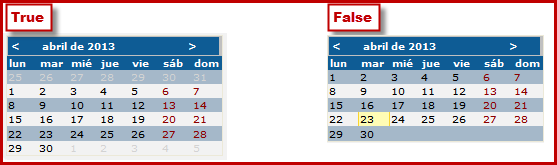 True
< abril de 2013 >
lun mar mié jue vie sáb dom
25 26 27 28 29 30 31
1 2 3 4 5 6 7
8 9 10 11 12 13 14
15 16 17 18 19 20 21
22 23 24 25 26 27 28
29 30 1 2 3 4 5
False
< abril de 2013 >
lun mar mié jue vie sáb dom
1 2 3 4 5 6 7
8 9 10 11 12 13 14
15 16 17 18 19 20 21
22 23 24 25 26 27 28
29 30